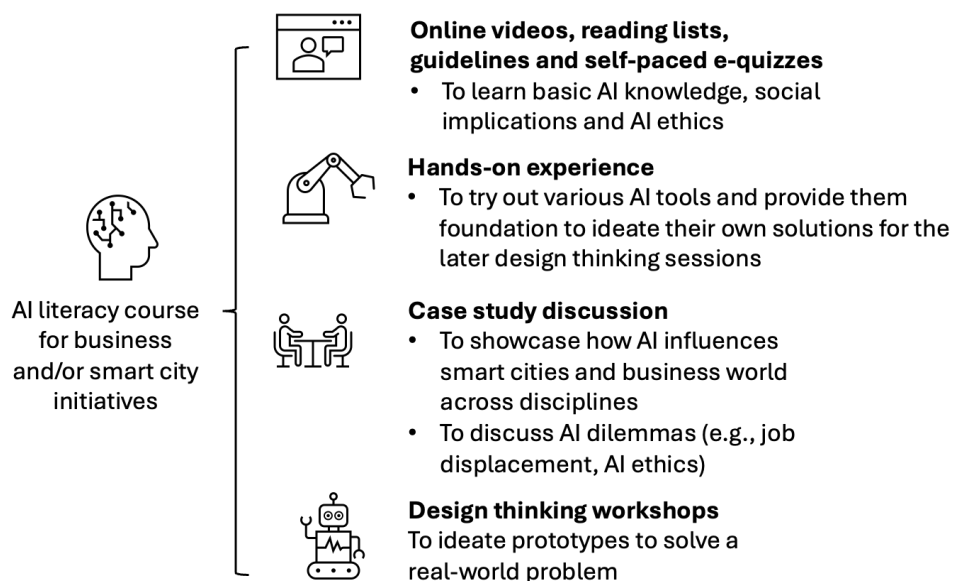 AI literacy course
for business
and/or smart city
initiatives
Online videos, reading lists,
guidelines and self-paced e-quizzes
• To learn basic AI knowledge, social
implications and AI ethics
Hands-on experience
• To try out various AI tools and provide them
foundation to ideate their own solutions for the
later design thinking sessions
Case study discussion
• To showcase how AI influences
smart cities and business world
across disciplines
• To discuss AI dilemmas (e.g., job
displacement, AI ethics)
Design thinking workshops
To ideate prototypes to solve a
real-world problem